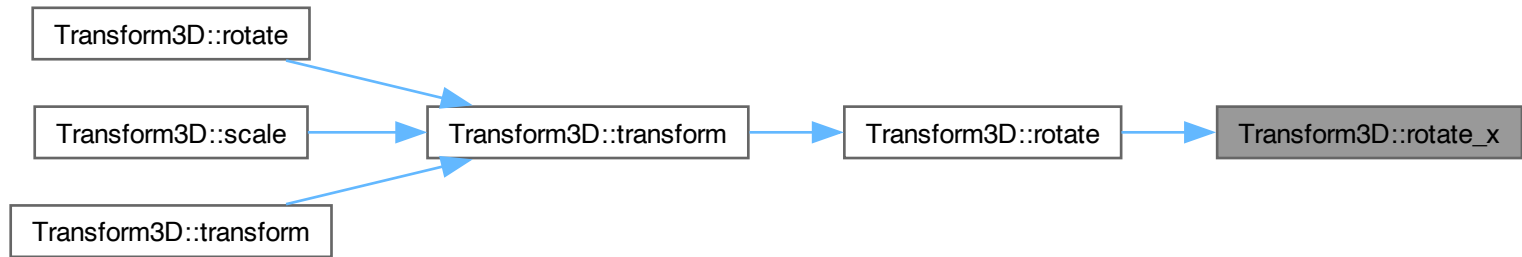 Transform3D::rotate
Transform3D::scale
Transform3D::transform
Transform3D::transform
Transform3D::rotate
Transform3D::rotate_x